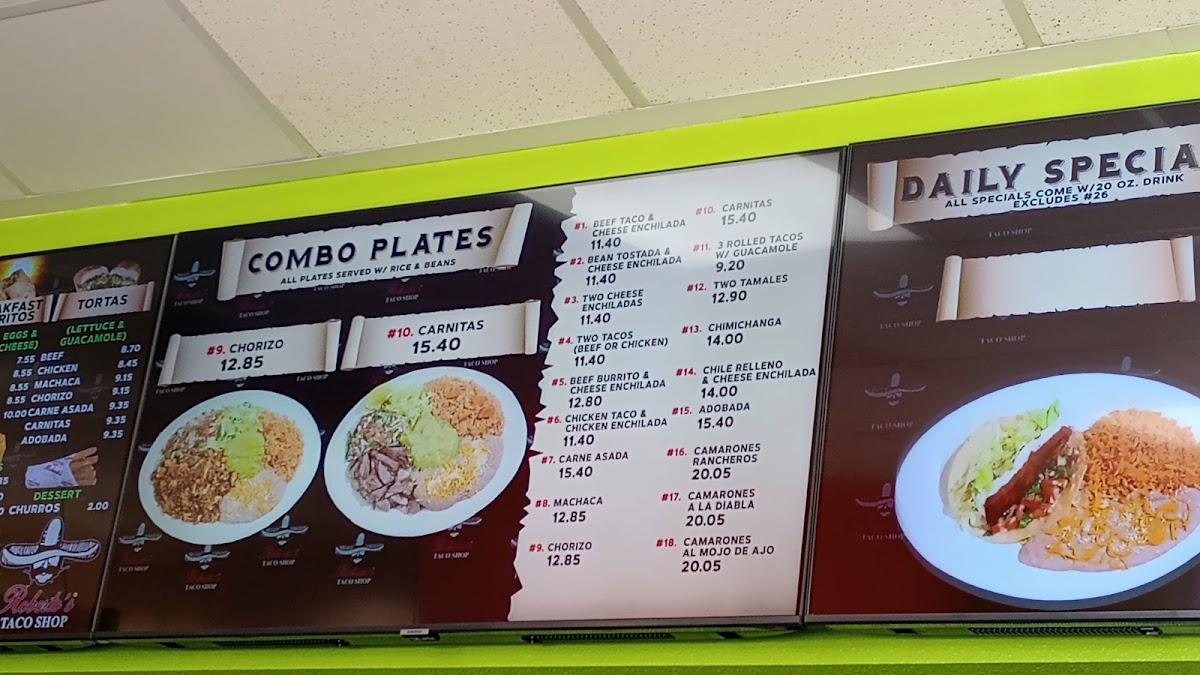 TORTAS
EGGS &
CHEESE)
(LETTUCE &
GUACAMOLE)
7.55 BEEF 8.70
8.55 CHICKEN 8.45
8.55 MACHACA 9.15
8.55 CHORIZO 9.15
10.00 CARNE ASADA 9.35
CARNITAS 9.35
ADOBADA 9.35
DESSERT
CHURROS 2.00
Roberto's
TACO SHOP
COMBO PLATES
ALL PLATES SERVED W/ RICE & BEANS
#9. CHORIZO
12.85
#10. CARNITAS
15.40
#1. BEEF TACO &
CHEESE ENCHILADA
11.40
#2. BEAN TOSTADA &
CHEESE ENCHILADA
11.40
#3. TWO CHEESE
ENCHILADAS
11.40
#4. TWO TACOS
(BEEF OR CHICKEN)
11.40
#5. BEEF BURRITO &
CHEESE ENCHILADA
12.80
#6. CHICKEN TACO &
CHICKEN ENCHILADA
11.40
#7. CARNE ASADA
15.40
#8. MACHACA
12.85
#9. CHORIZO
12.85
#10. CARNITAS
15.40
#11. 3 ROLLED TACOS
W/ GUACAMOLE
9.20
#12. TWO TAMALES
12.90
#13. CHIMICHANGA
14.00
#14. CHILE RELLENO
& CHEESE ENCHILADA
14.00
#15. ADOBADA
15.40
#16. CAMARONES
RANCHEROS
20.05
#17. CAMARONES
A LA DIABLA
20.05
#18. CAMARONES
AL MOJO DE AJO
20.05
DAILY SPECIA
ALL SPECIALS COME W/20 OZ. DRINK
EXCLUDES #26